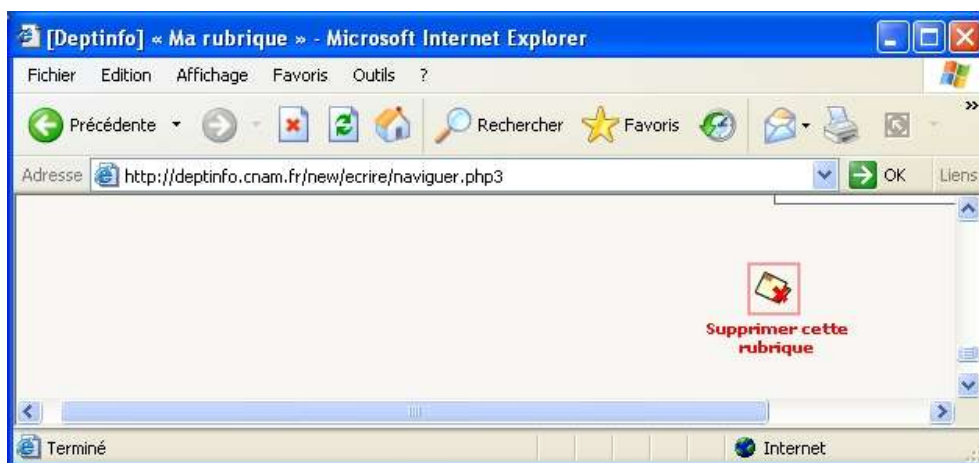 [Deptinfo] « Ma rubrique » - Microsoft Internet Explorer
Fichier Edition Affichage Favoris Outils ?
Précédente Rechercher Favoris »
Adresse http://deptinfo.cnam.fr/new/ecrire/naviguer.php3 OK Liens
Supprimer cette
rubrique
Terminé Internet